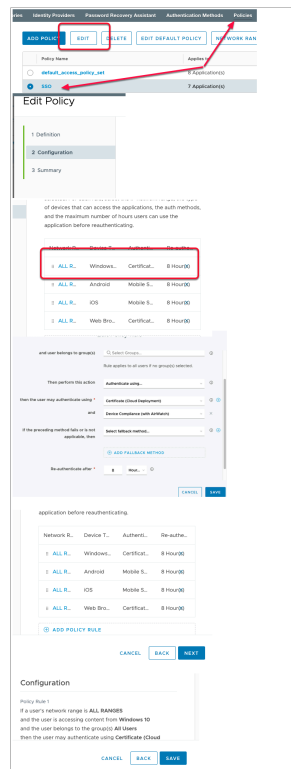 ries Identity Providers Password Recovery Assistant Authentication Methods Policies
ADD POLICY EDIT DELETE EDIT DEFAULT POLICY NETWORK RAN
Policy Name Applies to
default_access_policy_set 8 Application(s)
SSO 7 Application(s)
Edit Policy
1 Definition
2 Configuration
3 Summary
of devices that can access the applications, the auth methods,
and the maximum number of hours users can use the
application before reauthenticating.
Network R... Device T... Authenti... Re-authe...
ALL R... Windows... Certificat... 8 Hour(s)
ALL R... Android Mobile S... 8 Hour(s)
ALL R... iOS Mobile S... 8 Hour(s)
ALL R... Web Bro... Certificat... 8 Hour(s)
and user belongs to group(s) Select Groups...
Rule applies to all users if no group(s) selected.
Then perform this action Authenticate using...
then the user may authenticate using * Certificate (Cloud Deployment)
and Device Compliance (with AirWatch)
If the preceding method fails or is not
applicable, then
Select fallback method...
ADD FALLBACK METHOD
Re-authenticate after * 8 Hour...
CANCEL SAVE
application before reauthenticating.
Network R... Device T... Authenti... Re-authe...
ALL R... Windows... Certificat... 8 Hour(s)
ALL R... Android Mobile S... 8 Hour(s)
ALL R... iOS Mobile S... 8 Hour(s)
ALL R... Web Bro... Certificat... 8 Hour(s)
ADD POLICY RULE
CANCEL BACK NEXT
Configuration
Policy Rule 1
If a user's network range is ALL RANGES
and the user is accessing content from Windows 10
and the user belongs to the group(s) All Users
then the user may authenticate using Certificate (Cloud
CANCEL BACK SAVE